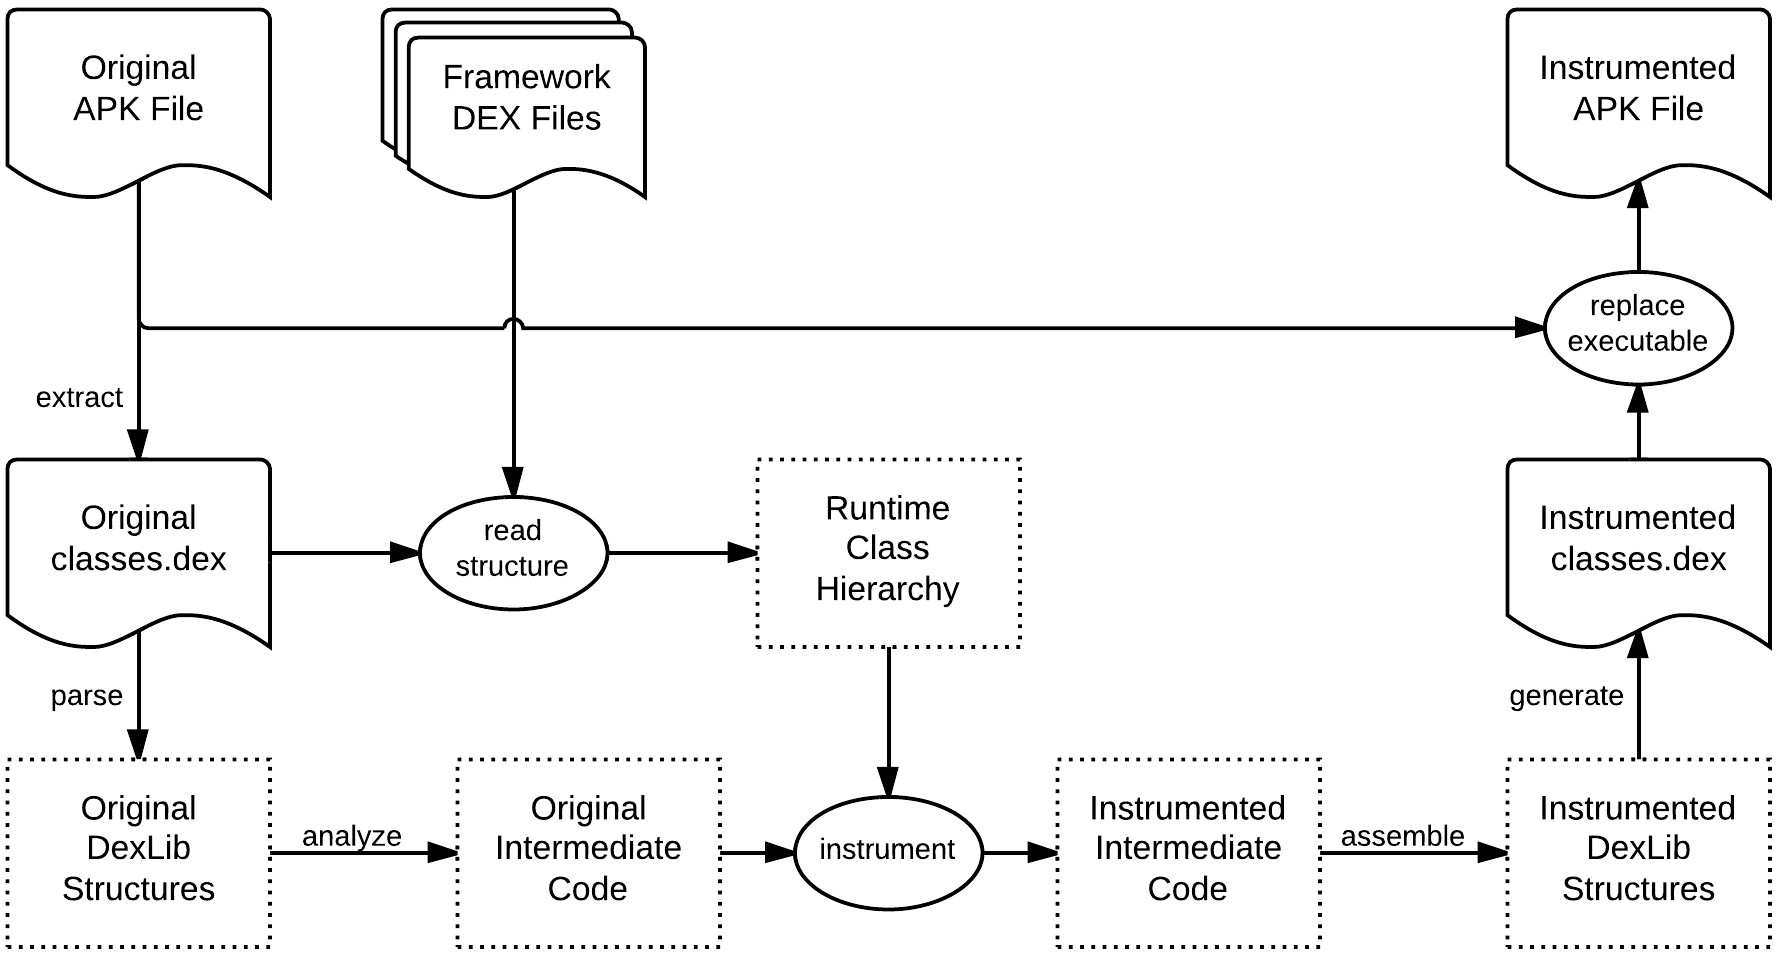 Original
APK File
Framework
DEX Files
Instrumented
APK File
replace
executable
extract
Original
classes.dex
read
structure
Runtime
Class
Hierarchy
Instrumented
classes.dex
parse
generate
Original
DexLib
Structures
analyze
Original
Intermediate
Code
instrument
Instrumented
Intermediate
Code
assemble
Instrumented
DexLib
Structures